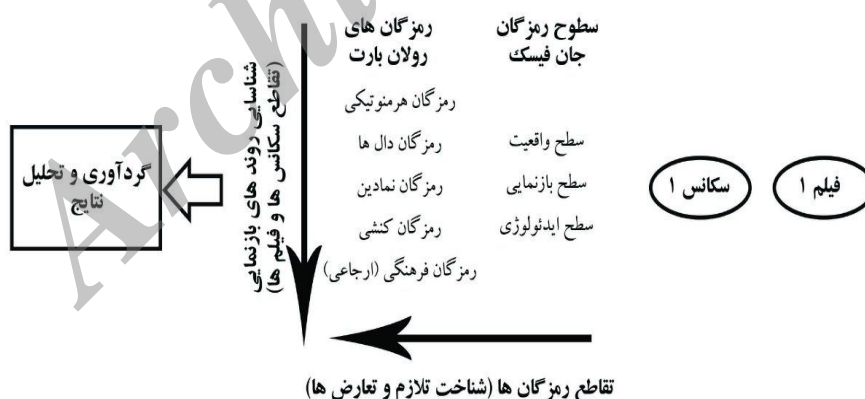 سطوح رمزگان
جان فیسک
سطح واقعیت
سطح بازنمایی
سطح ایدئولوژی
رمزگان های
رولان بارت
رمزگان هرمنوتیکی
رمزگان دال ها
رمزگان نمادین
رمزگان کنشی
رمزگان فرهنگی (ارجاعی)
فیلم ۱
سکانس ۱
شناسایی روند های بازنمایی
(تقاطع سکانس ها و فیلم ها)
گردآوری و تحلیل
نتایج
تقاطع رمزگان ها (شناخت تلازم و تعارض ها)